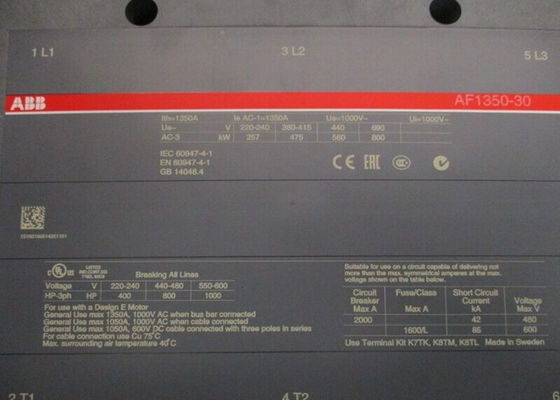 1 L1 3 L2 5 L3
ABB AF1350-30
Ith=1350A Ie AC-1=1350A Ue=1000V~ Ui=1000V~
Ue~ V 220-240 380-415 440 690
AC-3 kW 257 475 560 800
IEC 60947-4-1
EN 60947-4-1
GB 14048.4
CE EAC CCC
UL US LISTED
Breaking All Lines
Voltage V 220-240 440-480 550-600
HP-3ph HP 400 800 1000
For use with a Design E Motor
General Use max 1350A, 1000V AC when bus bar connected
General Use max 1050A, 1000V AC when cable connected
General Use max 1050A, 600V DC cable connected with three poles in series
For cable connection use Cu 75°C
Max. surrounding air temperature 40°C
Suitable for use on a circuit capable of delivering not
more than the max. symmetrical amperes at the max.
voltage shown on the table below.
Circuit Breaker Max A Fuse/Class Max A Short Circuit Current kA Voltage Max V
2000 42 480
1600/L 85 600
Use Terminal Kit K7TK, K8TM, K8TL Made in Sweden
2 T1 4 T2 6